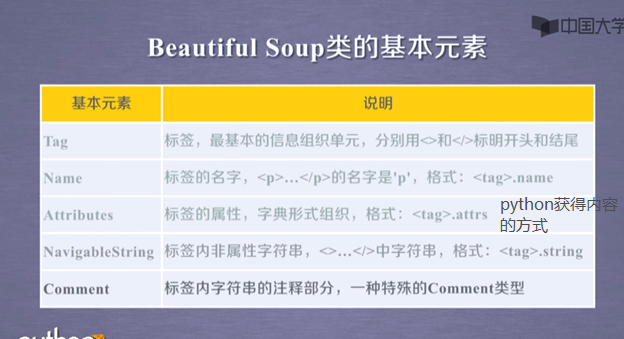 中国大学
Beautiful Soup类的基本元素
基本元素 说明
Tag 标签，最基本的信息组织单元，分别用<>和</>标明开头和结尾
Name 标签的名字，<p>…</p>的名字是'p'，格式：<tag>.name
Attributes 标签的属性，字典形式组织，格式：<tag>.attrs
python获得内容
的方式
NavigableString 标签内非属性字符串，<>…</>中字符串，格式：<tag>.string
Comment 标签内字符串的注释部分，一种特殊的Comment类型